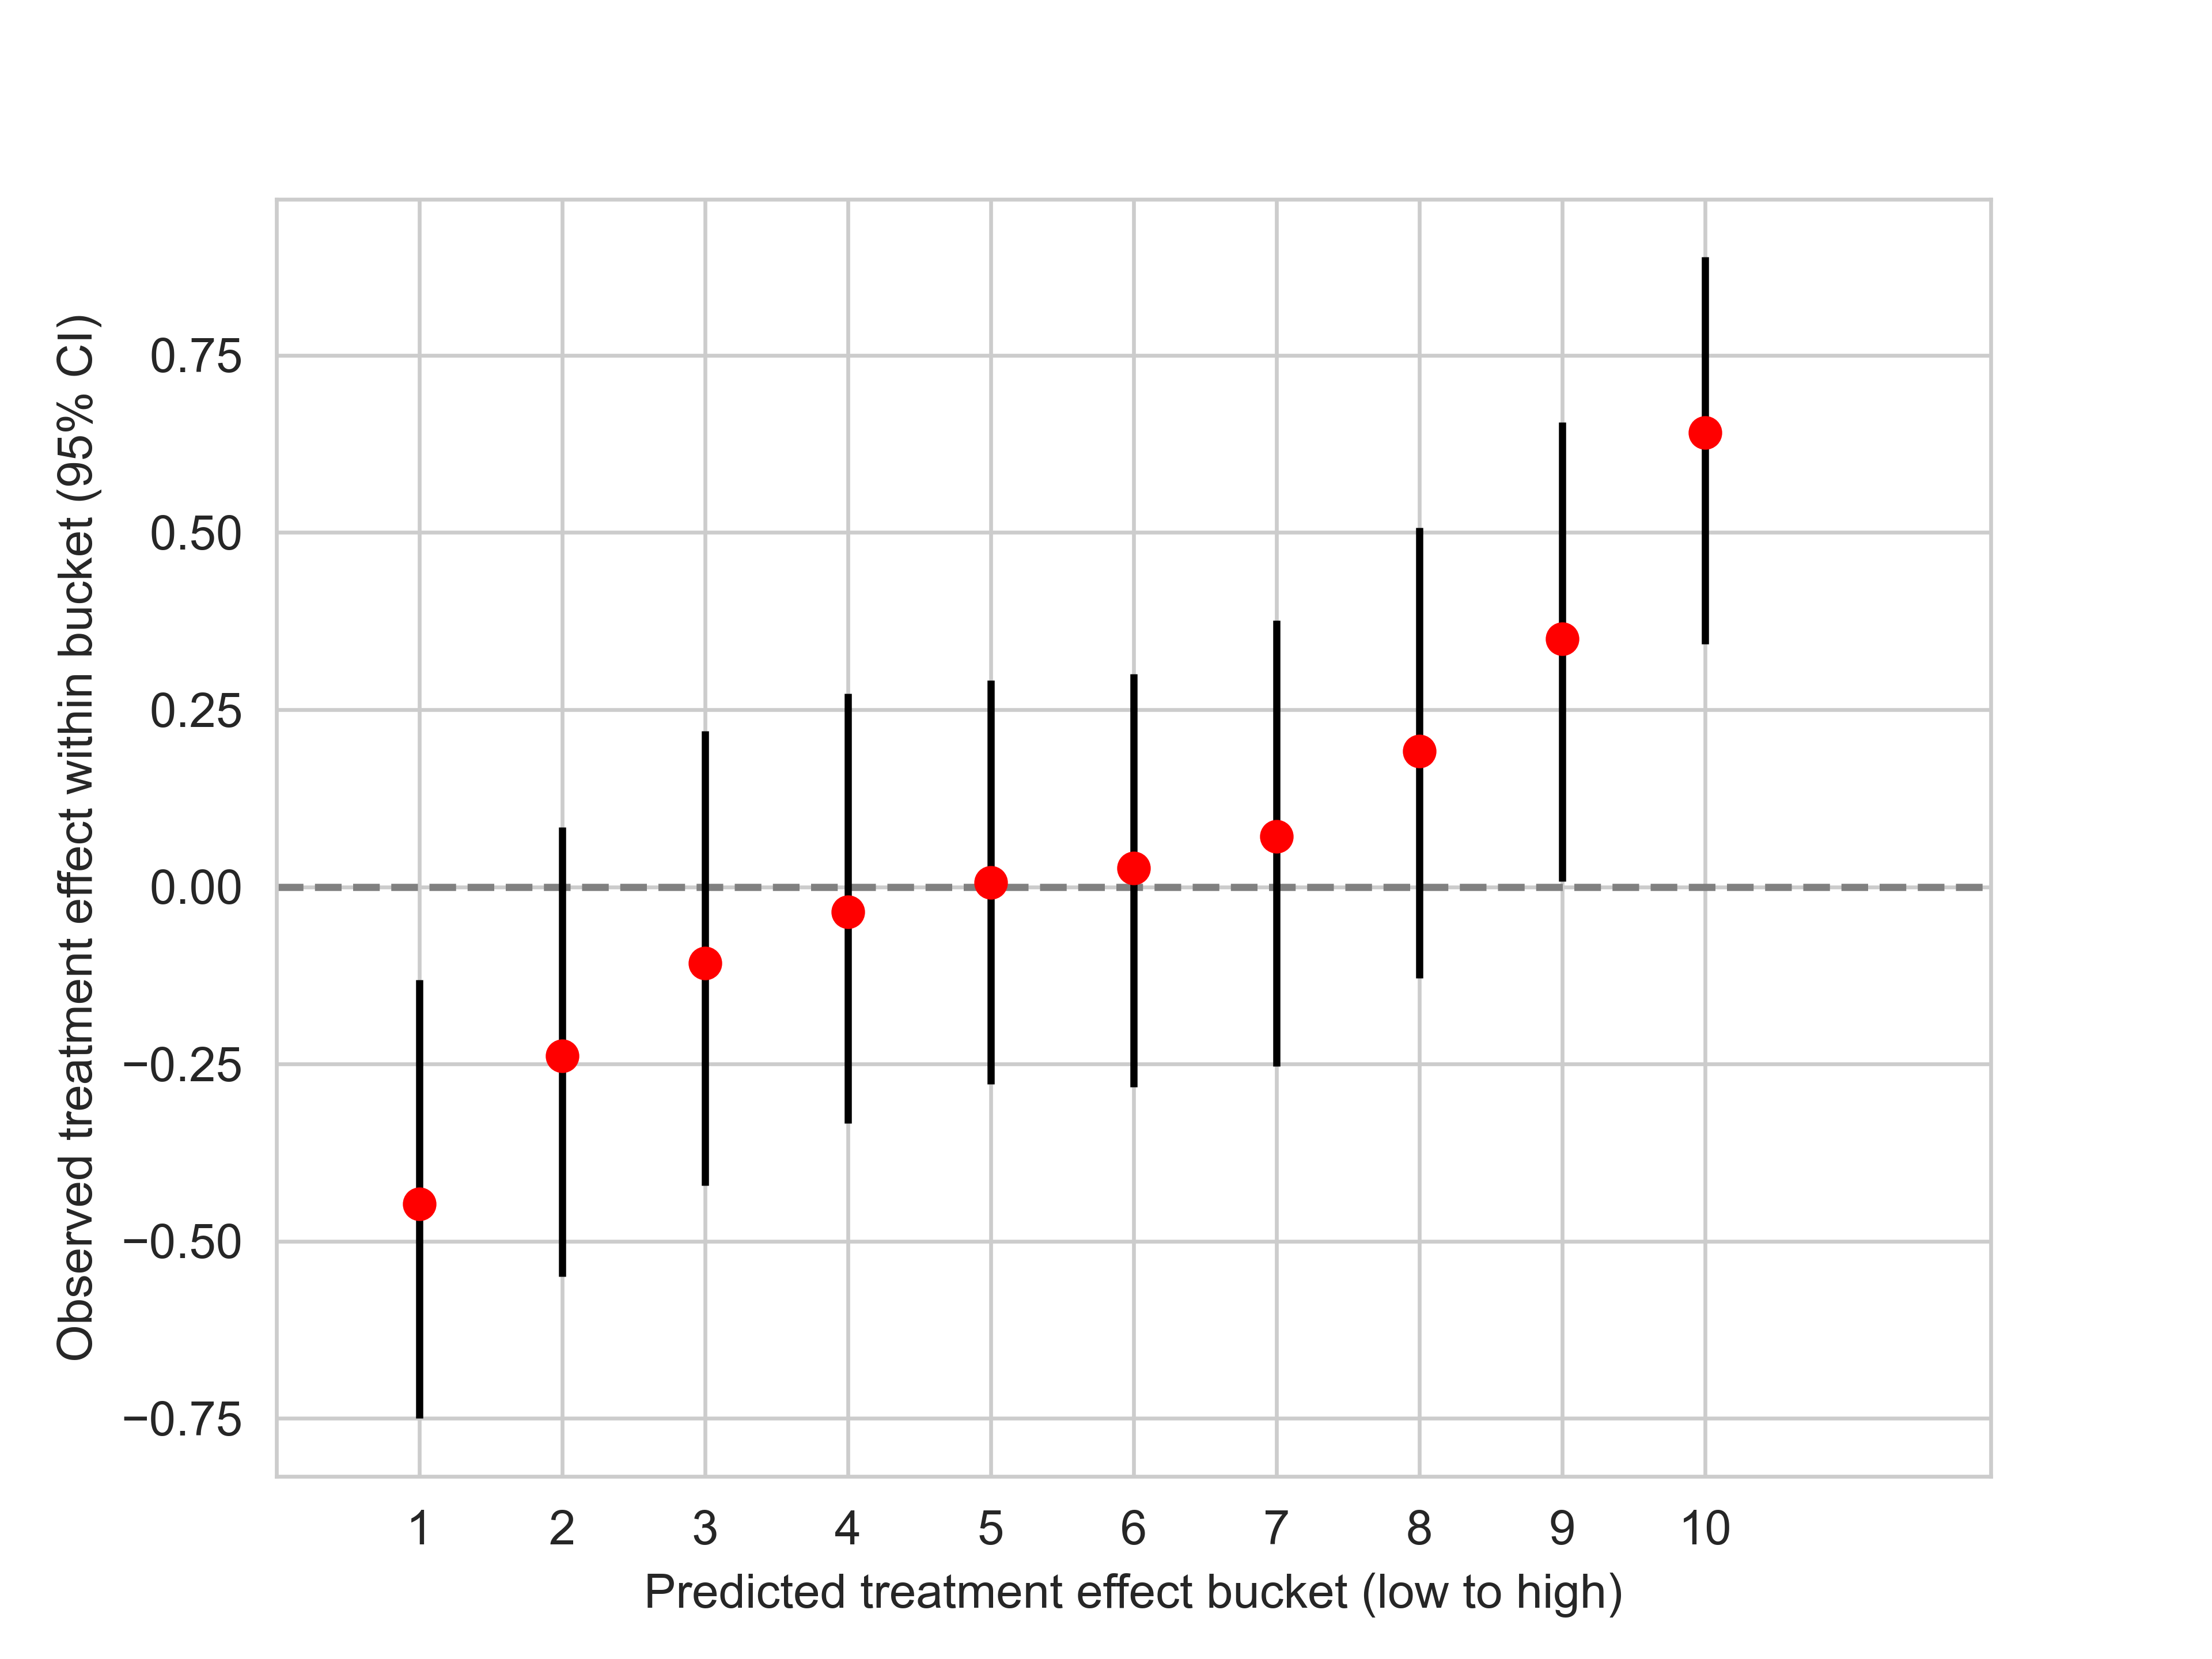 Observed treatment effect within bucket (95% CI)
0.75
0.50
0.25
0.00
−0.25
−0.50
−0.75
1 2 3 4 5 6 7 8 9 10
Predicted treatment effect bucket (low to high)